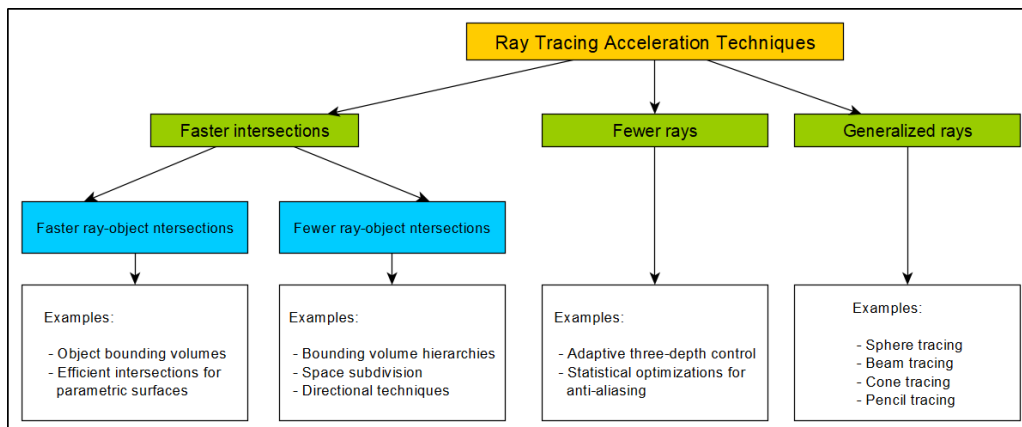 Ray Tracing Acceleration Techniques
Faster intersections
Fewer rays
Generalized rays
Faster ray-object ntersections
Fewer ray-object ntersections
Examples:
- Object bounding volumes
- Efficient intersections for
parametric surfaces
Examples:
- Bounding volume hierarchies
- Space subdivision
- Directional techniques
Examples:
- Adaptive three-depth control
- Statistical optimizations for
anti-aliasing
Examples:
- Sphere tracing
- Beam tracing
- Cone tracing
- Pencil tracing